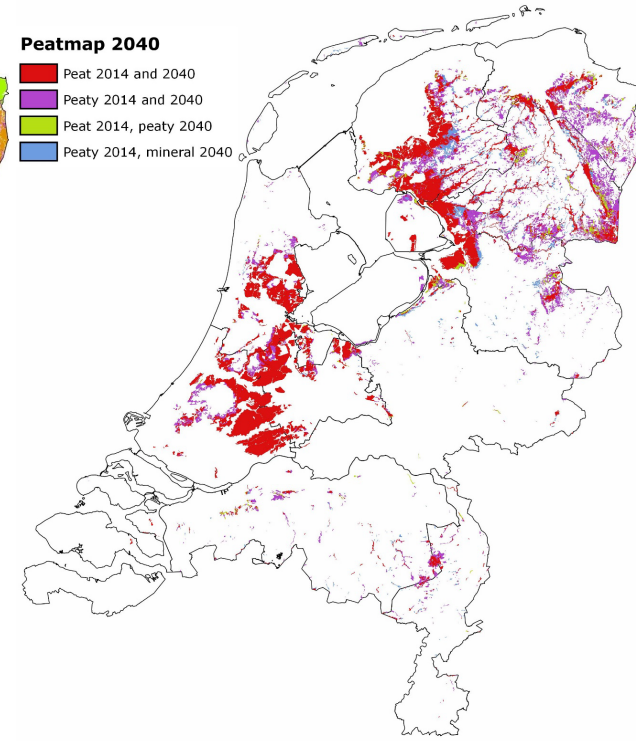 Peatmap 2040
Peat 2014 and 2040
Peaty 2014 and 2040
Peat 2014, peaty 2040
Peaty 2014, mineral 2040